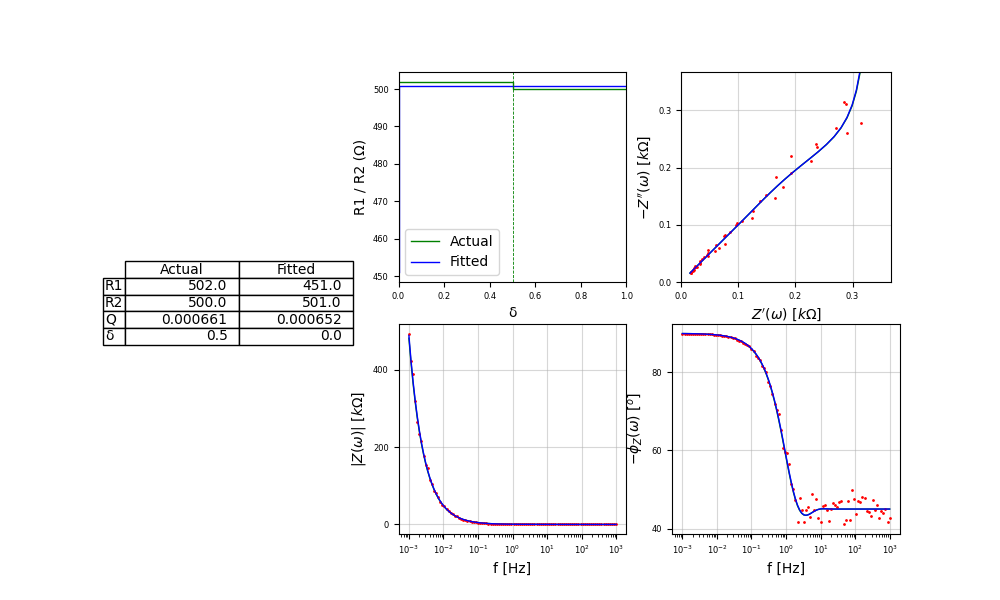 Actual Fitted
R1 502.0 451.0
R2 500.0 501.0
Q 0.000661 0.000652
δ 0.5 0.0
R1 / R2 (Ω)
500
490
480
470
460
450
Actual
Fitted
0.0 0.2 0.4 0.6 0.8 1.0
δ
−Z''(ω) [kΩ]
0.3
0.2
0.1
0.0
0.0 0.1 0.2 0.3
Z'(ω) [kΩ]
|Z(ω)| [kΩ]
400
200
0
10⁻³ 10⁻² 10⁻¹ 10⁰ 10¹ 10² 10³
f [Hz]
−ϕ_Z(ω) [°]
80
60
40
10⁻³ 10⁻² 10⁻¹ 10⁰ 10¹ 10² 10³
f [Hz]